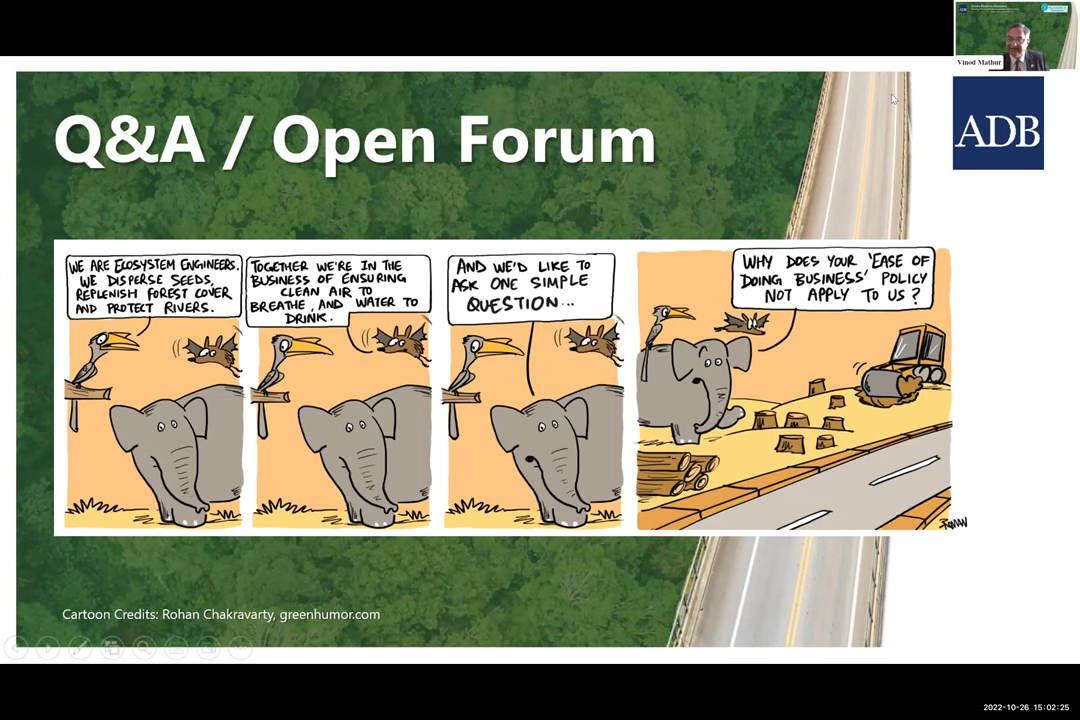 Vinod Mathur
ADB
Q&A / Open Forum
WE ARE ECOSYSTEM ENGINEERS.
WE DISPERSE SEEDS,
REPLENISH FOREST COVER
AND PROTECT RIVERS.
TOGETHER WE'RE IN THE
BUSINESS OF ENSURING
CLEAN AIR TO
BREATHE, AND WATER TO
DRINK.
AND WE'D LIKE TO
ASK ONE SIMPLE
QUESTION...
WHY DOES YOUR 'EASE OF
DOING BUSINESS' POLICY
NOT APPLY TO US?
Cartoon Credits: Rohan Chakravarty, greenhumor.com
2022-10-26 15:02:25